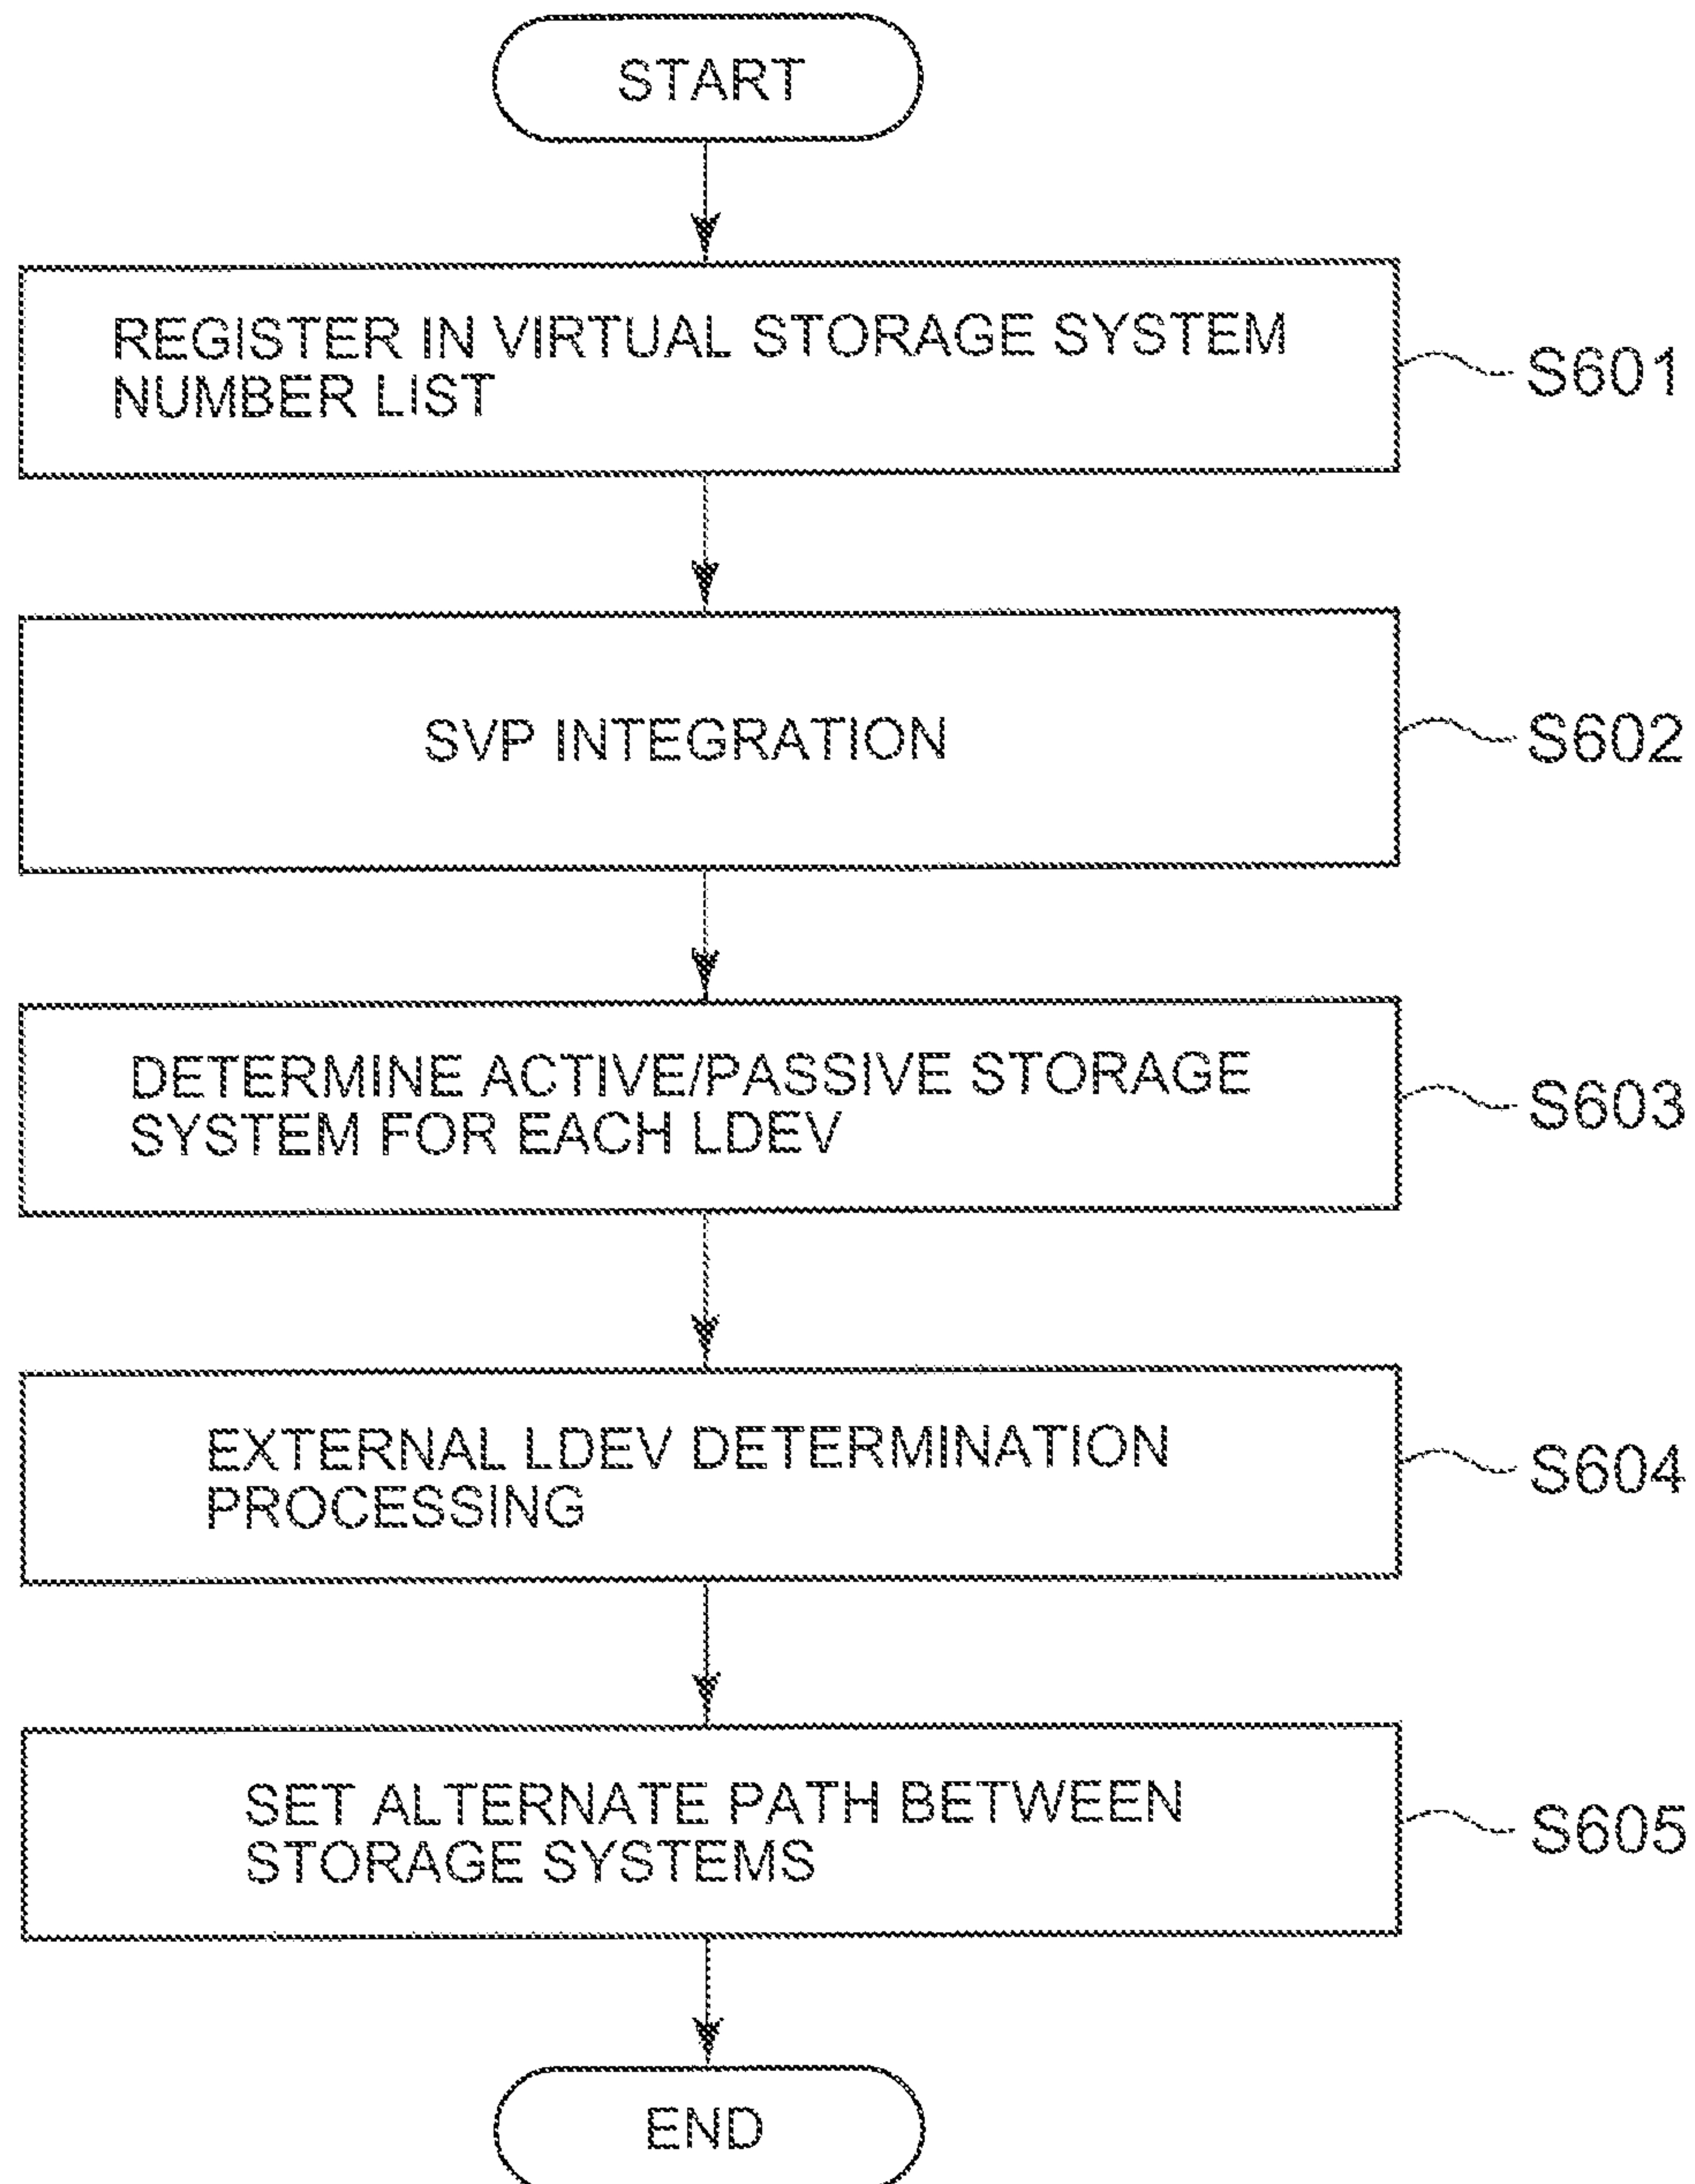 START
REGISTER IN VIRTUAL STORAGE SYSTEM
NUMBER LIST
S601
SVP INTEGRATION
S602
DETERMINE ACTIVE/PASSIVE STORAGE
SYSTEM FOR EACH LDEV
S603
EXTERNAL LDEV DETERMINATION
PROCESSING
S604
SET ALTERNATE PATH BETWEEN
STORAGE SYSTEMS
S605
END